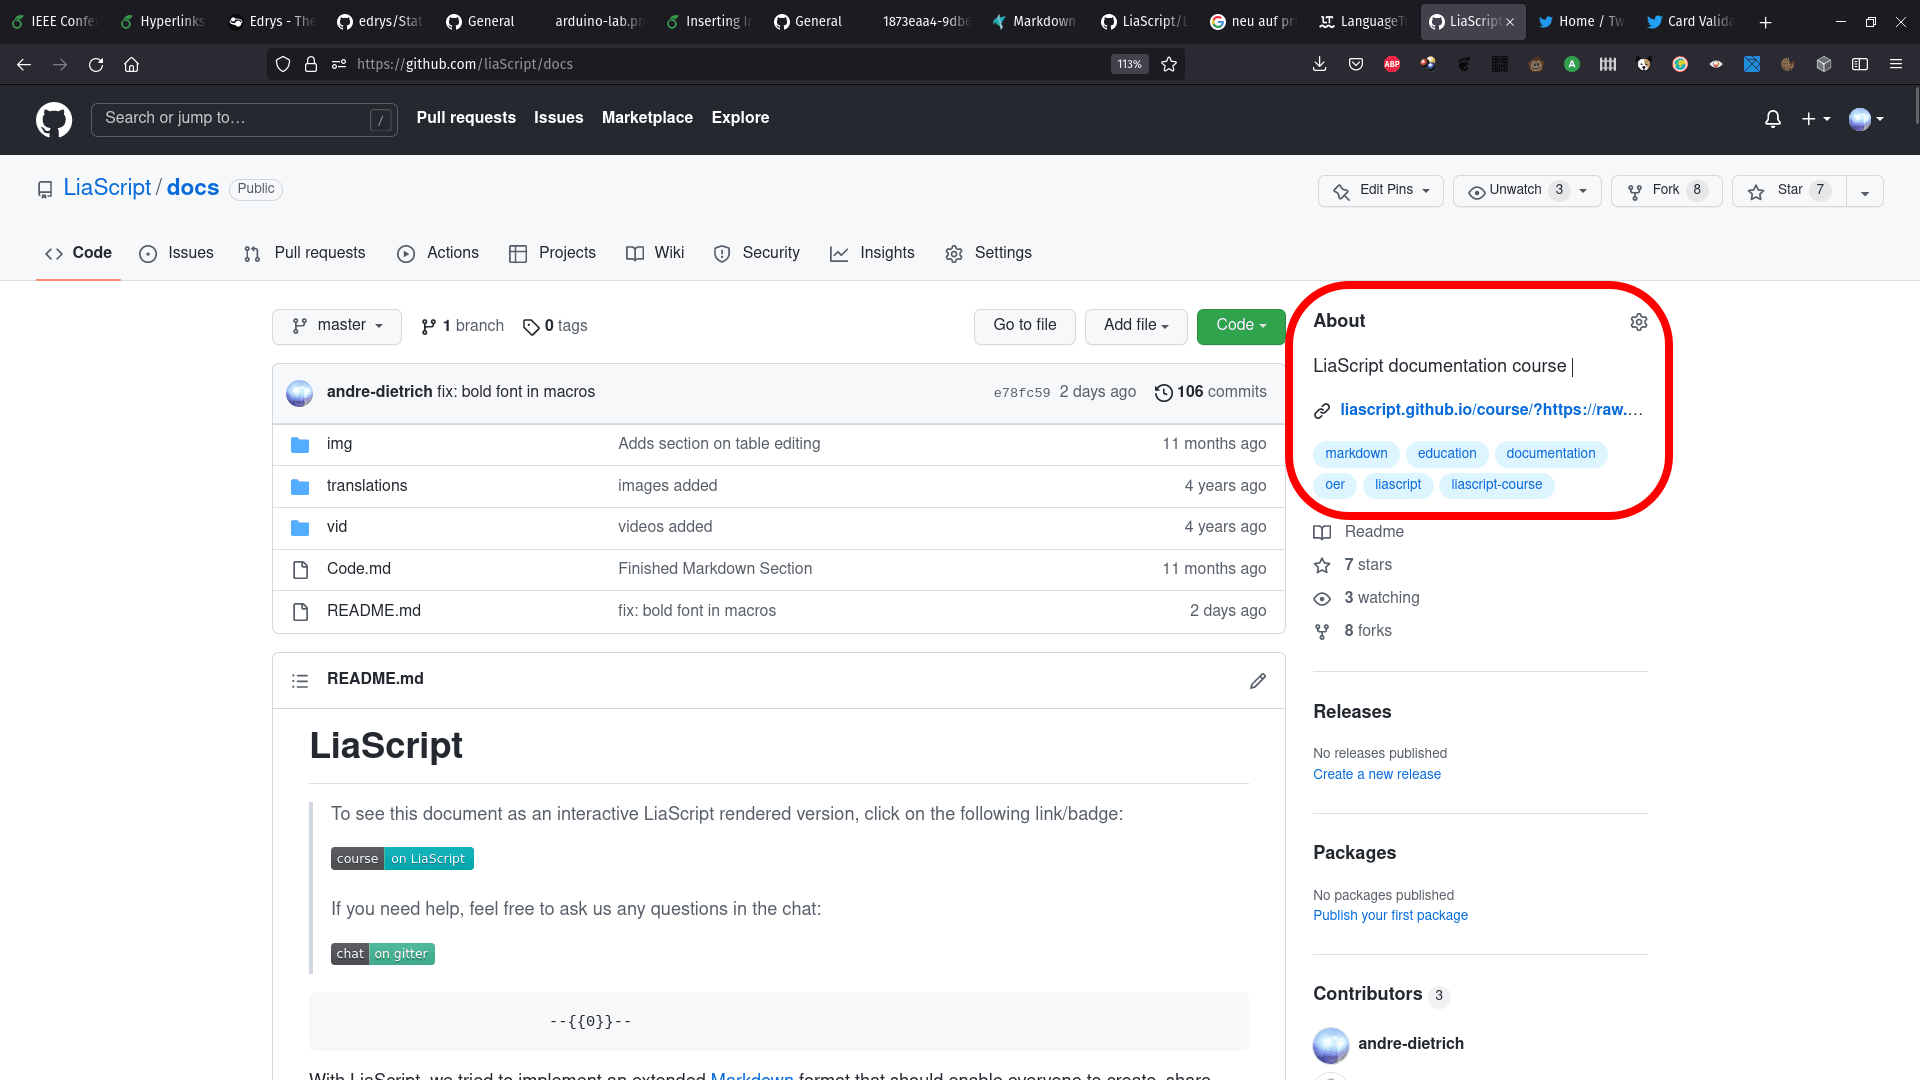 IEEE Confe
Hyperlinks
Edrys - The
edrys/Stat
General
arduino-lab.pn
Inserting I
General
1873eaa4-9db
Markdown
LiaScript/L
neu auf pri
LanguageTo
LiaScript
Home / Tw
Card Valida
https://github.com/liaScript/docs
113%
ABP
Search or jump to…
/
Pull requests
Issues
Marketplace
Explore
LiaScript / docs
Public
Edit Pins
Unwatch 3
Fork 8
Star 7
Code
Issues
Pull requests
Actions
Projects
Wiki
Security
Insights
Settings
master
1 branch
0 tags
Go to file
Add file
Code
andre-dietrich fix: bold font in macros
e78fc59 2 days ago
106 commits
img Adds section on table editing 11 months ago
translations images added 4 years ago
vid videos added 4 years ago
Code.md Finished Markdown Section 11 months ago
README.md fix: bold font in macros 2 days ago
README.md
LiaScript
To see this document as an interactive LiaScript rendered version, click on the following link/badge:
course on LiaScript
If you need help, feel free to ask us any questions in the chat:
chat on gitter
--{{0}}--
With LiaScript, we tried to implement an extended Markdown format that should enable everyone to create, share,
About
LiaScript documentation course |
liascript.github.io/course/?https://raw.…
markdown education documentation
oer liascript liascript-course
Readme
7 stars
3 watching
8 forks
Releases
No releases published
Create a new release
Packages
No packages published
Publish your first package
Contributors 3
andre-dietrich